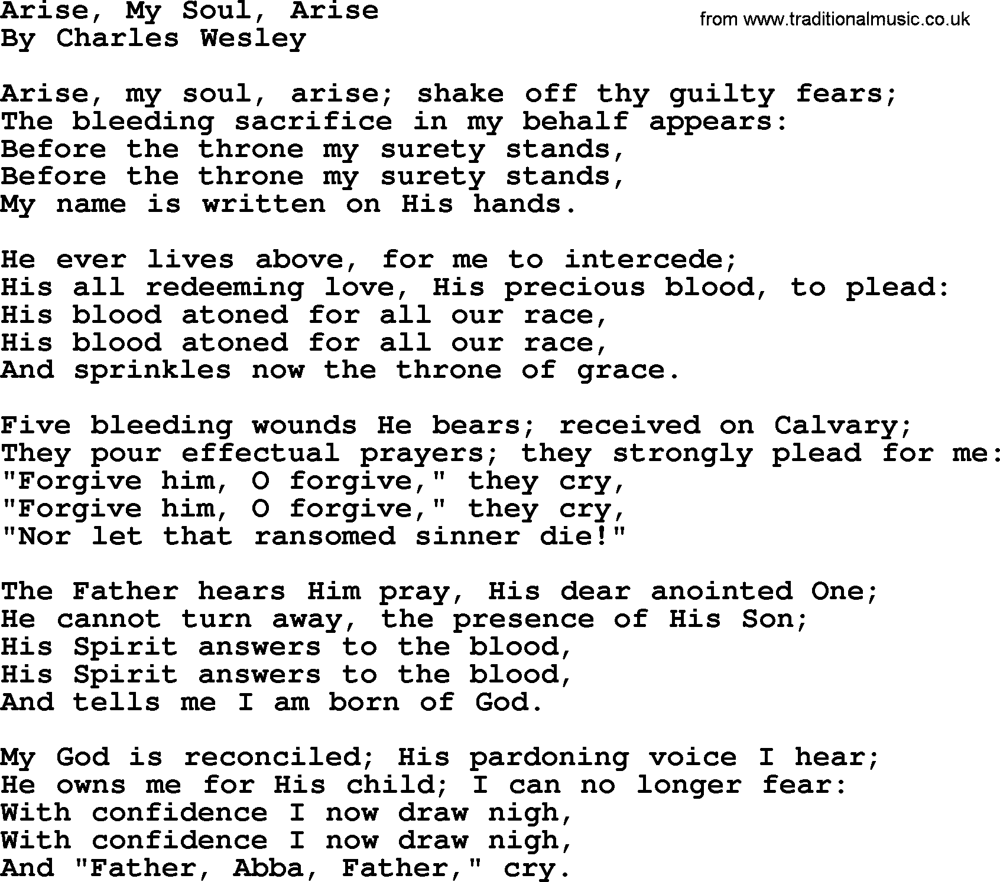 Arise, My Soul, Arise
from www.traditionalmusic.co.uk
By Charles Wesley

Arise, my soul, arise; shake off thy guilty fears;
The bleeding sacrifice in my behalf appears:
Before the throne my surety stands,
Before the throne my surety stands,
My name is written on His hands.

He ever lives above, for me to intercede;
His all redeeming love, His precious blood, to plead:
His blood atoned for all our race,
His blood atoned for all our race,
And sprinkles now the throne of grace.

Five bleeding wounds He bears; received on Calvary;
They pour effectual prayers; they strongly plead for me:
"Forgive him, O forgive," they cry,
"Forgive him, O forgive," they cry,
"Nor let that ransomed sinner die!"

The Father hears Him pray, His dear anointed One;
He cannot turn away, the presence of His Son;
His Spirit answers to the blood,
His Spirit answers to the blood,
And tells me I am born of God.

My God is reconciled; His pardoning voice I hear;
He owns me for His child; I can no longer fear:
With confidence I now draw nigh,
With confidence I now draw nigh,
And "Father, Abba, Father," cry.